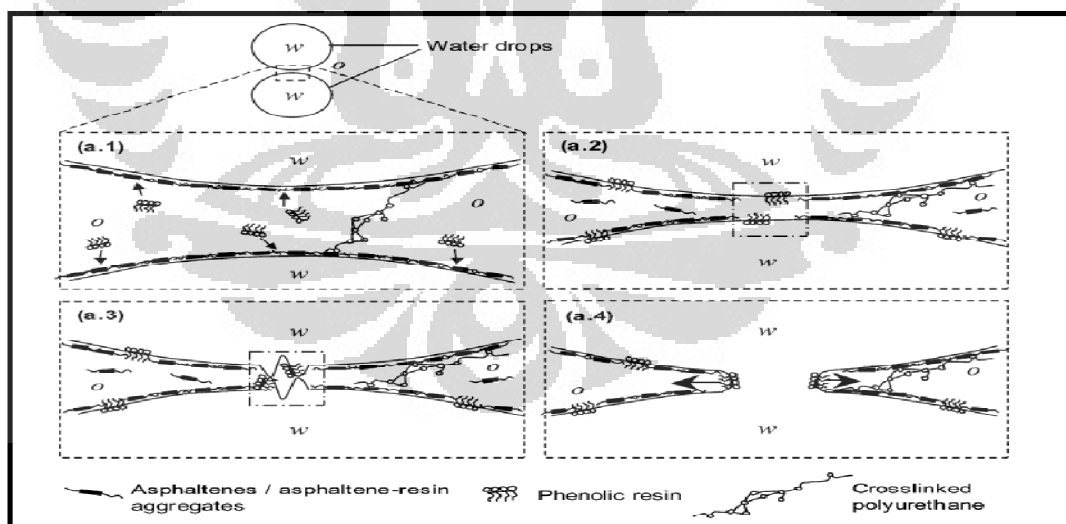 w
Water drops
o
w
(a.1)
w
o
o
w
(a.2)
w
o
o
w
(a.3)
w
o
o
w
(a.4)
w
o
o
w
Asphaltenes / asphaltene-resin
aggregates
Phenolic resin
Crosslinked
polyurethane